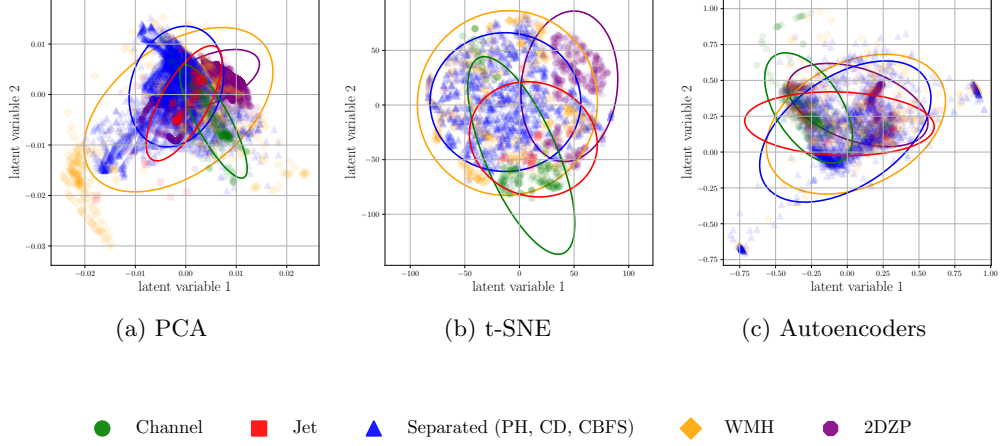 0.01
0.00
−0.01
−0.02
−0.03
latent variable 2
−0.02
−0.01
0.00
0.01
0.02
latent variable 1
(a) PCA
50
0
−50
−100
latent variable 2
−100
−50
0
50
100
latent variable 1
(b) t-SNE
1.00
0.75
0.50
0.25
0.00
−0.25
−0.50
−0.75
latent variable 2
−0.75
−0.50
−0.25
0.00
0.25
0.50
0.75
1.00
latent variable 1
(c) Autoencoders
Channel
Jet
Separated (PH, CD, CBFS)
WMH
2DZP